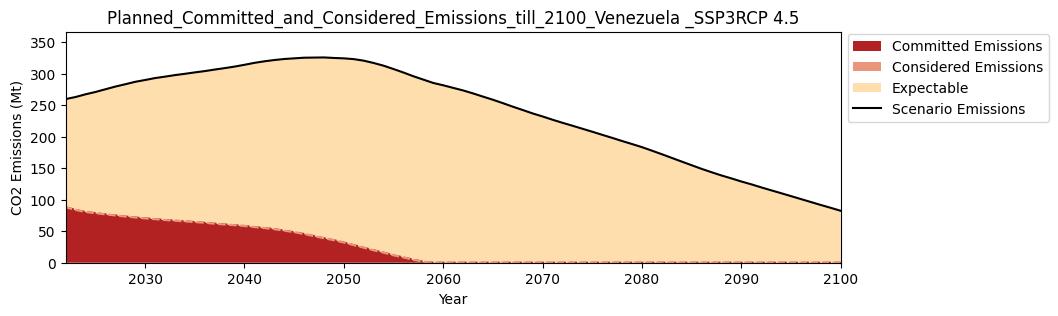 Planned_Committed_and_Considered_Emissions_till_2100_Venezuela _SSP3RCP 4.5
CO2 Emissions (Mt)
350
300
250
200
150
100
50
0
2030 2040 2050 2060 2070 2080 2090 2100
Year
Committed Emissions
Considered Emissions
Expectable
Scenario Emissions